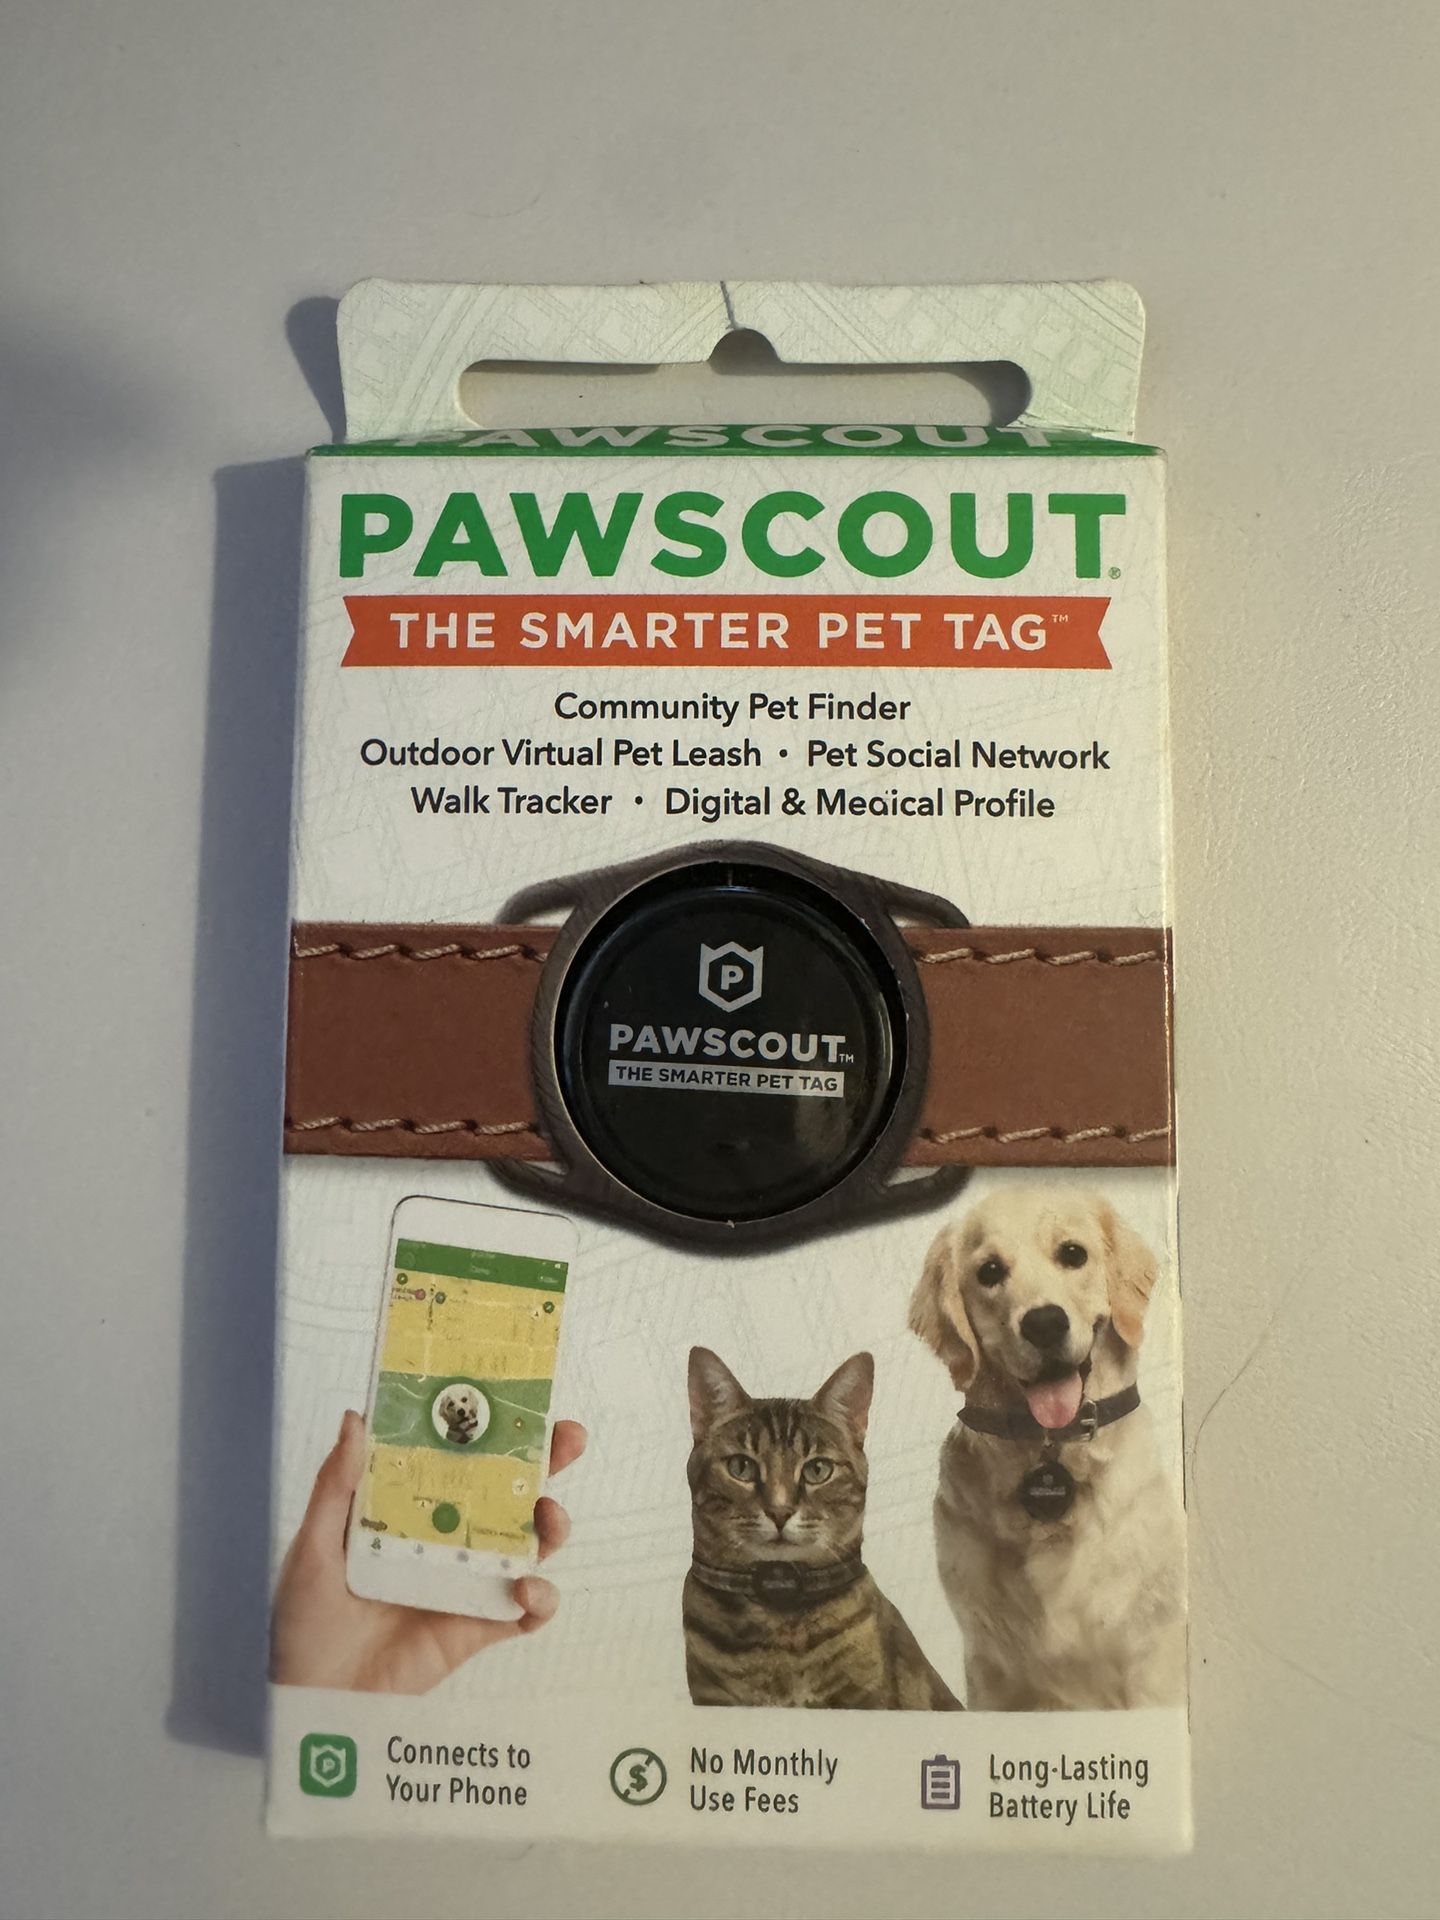 PAWSCOUT
PAWSCOUT®
THE SMARTER PET TAG™
Community Pet Finder
Outdoor Virtual Pet Leash • Pet Social Network
Walk Tracker • Digital & Medical Profile
P
PAWSCOUT™
THE SMARTER PET TAG
P
Connects to
Your Phone
$
No Monthly
Use Fees
Long-Lasting
Battery Life